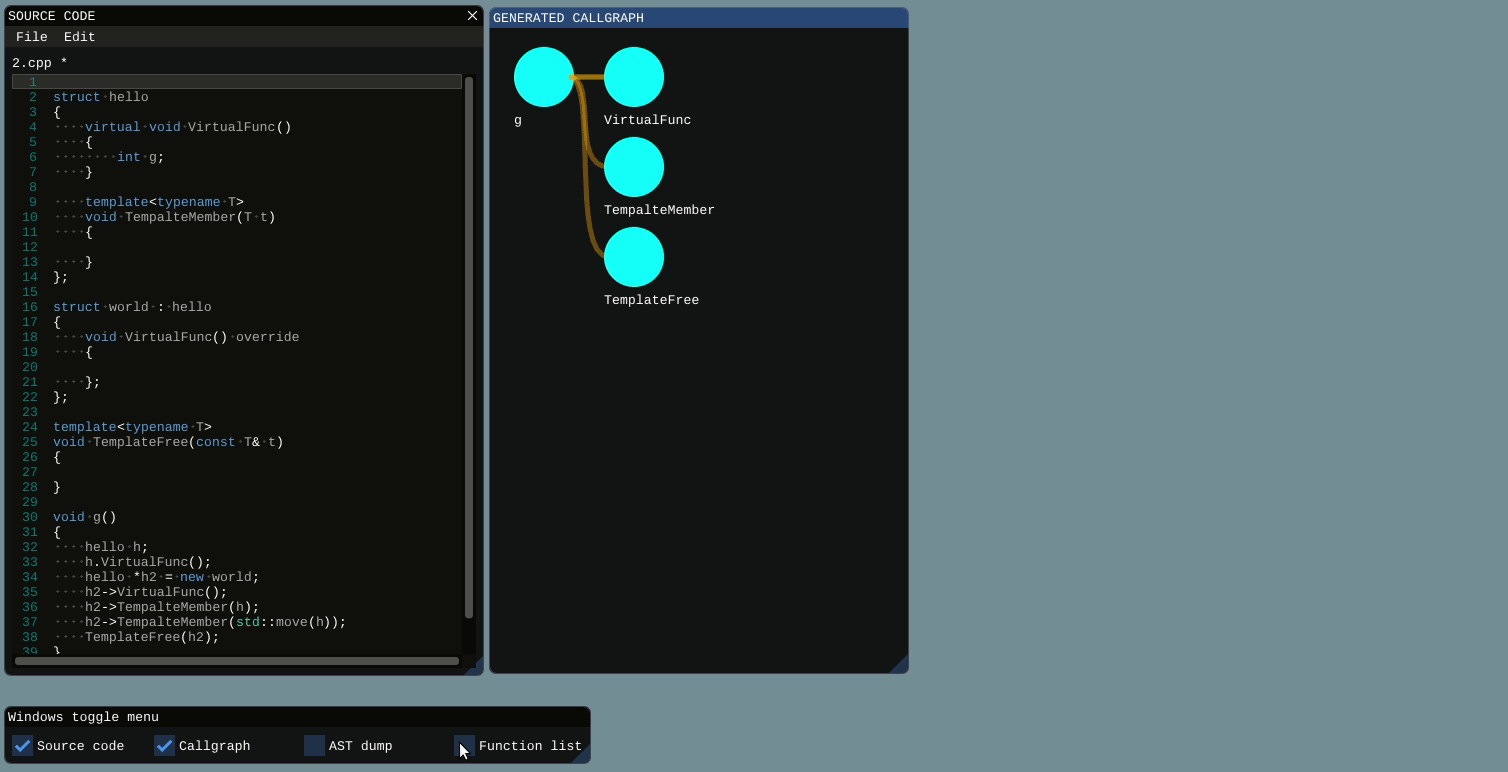 SOURCE CODE
File Edit
2.cpp *
1
2 struct hello
3 {
4 virtual void VirtualFunc()
5 {
6 int g;
7 }
8
9 template<typename T>
10 void TempalteMember(T t)
11 {
12
13 }
14 };
15
16 struct world : hello
17 {
18 void VirtualFunc() override
19 {
20
21 };
22 };
23
24 template<typename T>
25 void TemplateFree(const T& t)
26 {
27
28 }
29
30 void g()
31 {
32 hello h;
33 h.VirtualFunc();
34 hello *h2 = new world;
35 h2->VirtualFunc();
36 h2->TempalteMember(h);
37 h2->TempalteMember(std::move(h));
38 TemplateFree(h2);
39 }
GENERATED CALLGRAPH
g
VirtualFunc
TempalteMember
TemplateFree
Windows toggle menu
Source code Callgraph AST dump Function list